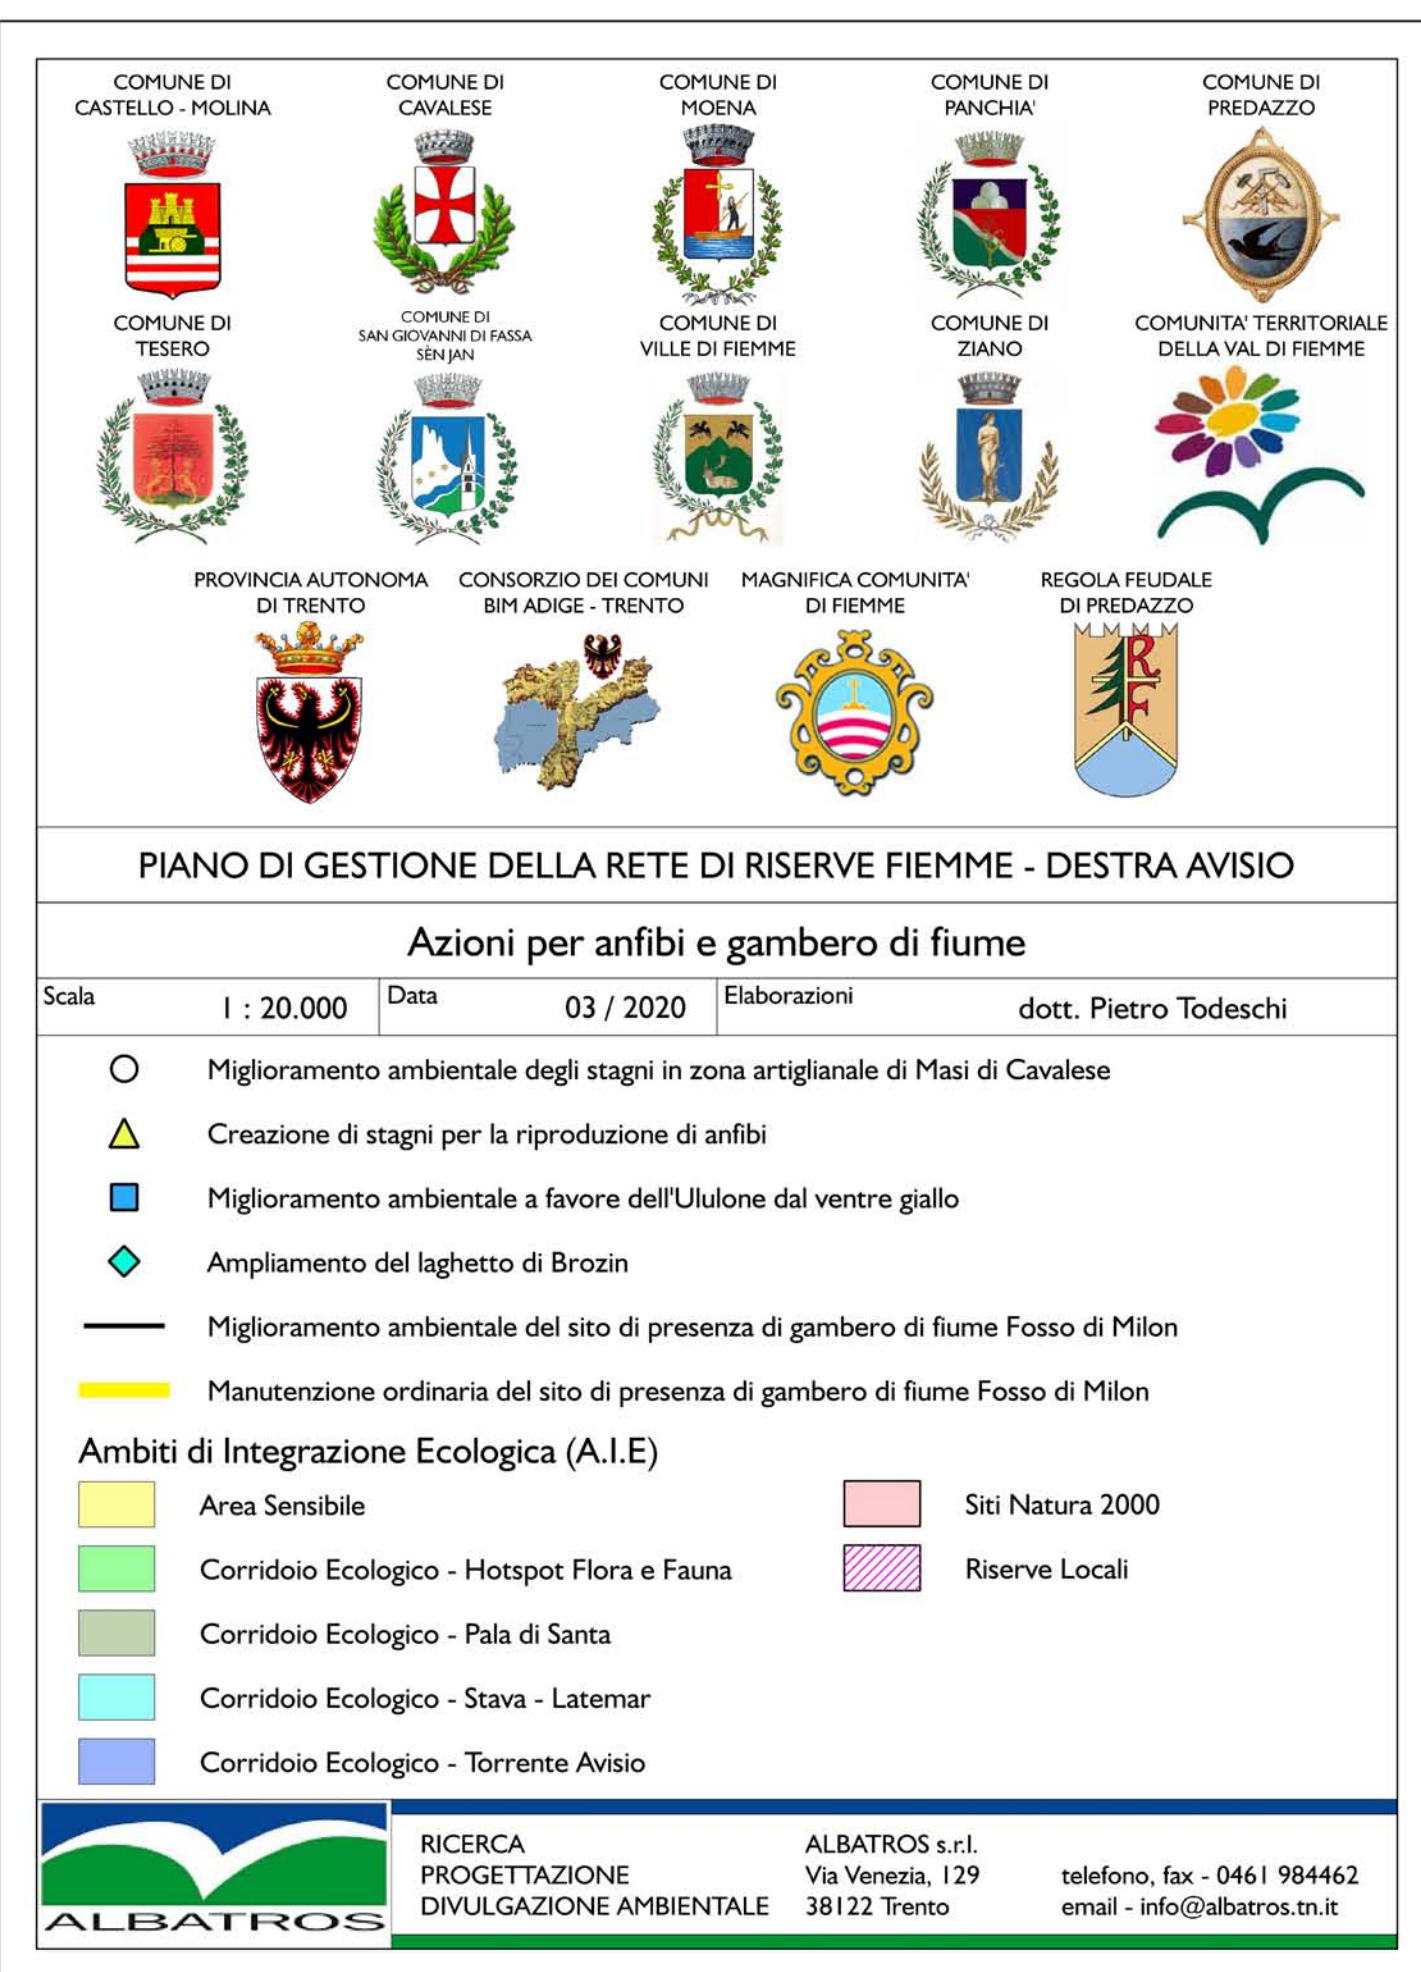 COMUNE DI
CASTELLO - MOLINA
COMUNE DI
CAVALESE
COMUNE DI
MOENA
COMUNE DI
PANCHIA'
COMUNE DI
PREDAZZO
COMUNE DI
TESERO
COMUNE DI
SAN GIOVANNI DI FASSA
SÈN JAN
COMUNE DI
VILLE DI FIEMME
COMUNE DI
ZIANO
COMUNITA' TERRITORIALE
DELLA VAL DI FIEMME
PROVINCIA AUTONOMA
DI TRENTO
CONSORZIO DEI COMUNI
BIM ADIGE - TRENTO
MAGNIFICA COMUNITA'
DI FIEMME
REGOLA FEUDALE
DI PREDAZZO
R
F
PIANO DI GESTIONE DELLA RETE DI RISERVE FIEMME - DESTRA AVISIO
Azioni per anfibi e gambero di fiume
Scala 1 : 20.000 Data 03 / 2020 Elaborazioni dott. Pietro Todeschi
Miglioramento ambientale degli stagni in zona artiglianale di Masi di Cavalese
Creazione di stagni per la riproduzione di anfibi
Miglioramento ambientale a favore dell'Ululone dal ventre giallo
Ampliamento del laghetto di Brozin
Miglioramento ambientale del sito di presenza di gambero di fiume Fosso di Milon
Manutenzione ordinaria del sito di presenza di gambero di fiume Fosso di Milon
Ambiti di Integrazione Ecologica (A.I.E)
Area Sensibile
Corridoio Ecologico - Hotspot Flora e Fauna
Corridoio Ecologico - Pala di Santa
Corridoio Ecologico - Stava - Latemar
Corridoio Ecologico - Torrente Avisio
Siti Natura 2000
Riserve Locali
ALBATROS
RICERCA
PROGETTAZIONE
DIVULGAZIONE AMBIENTALE
ALBATROS s.r.l.
Via Venezia, 129
38122 Trento
telefono, fax - 0461 984462
email - info@albatros.tn.it